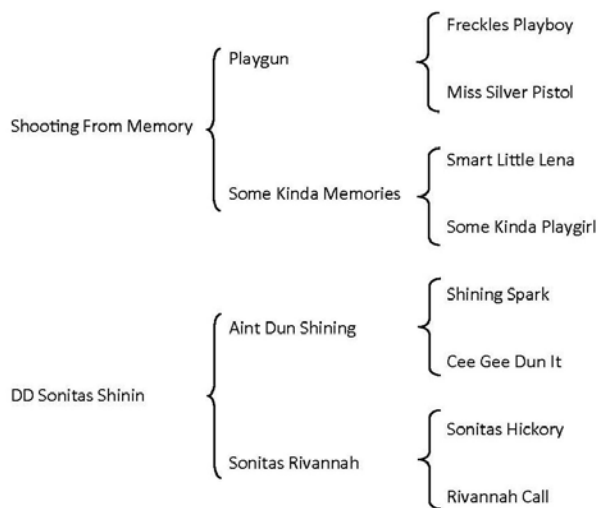 Freckles Playboy
Playgun
Miss Silver Pistol
Shooting From Memory
Smart Little Lena
Some Kinda Memories
Some Kinda Playgirl
Shining Spark
Aint Dun Shining
Cee Gee Dun It
DD Sonitas Shinin
Sonitas Hickory
Sonitas Rivannah
Rivannah Call